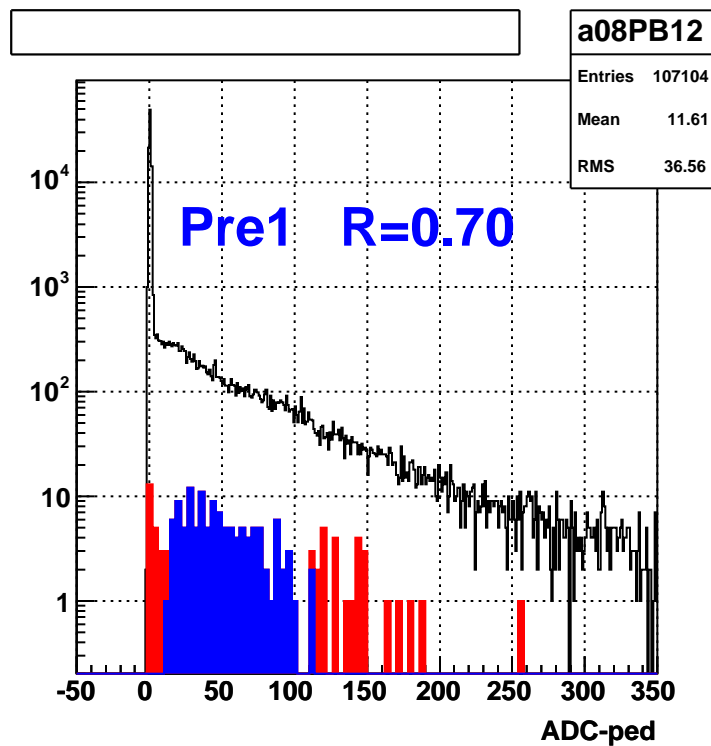 a08PB12
Entries 107104
Mean 11.61
RMS 36.56
Pre1 R=0.70
10^4
10^3
10^2
10
1
-50 0 50 100 150 200 250 300 350
ADC-ped